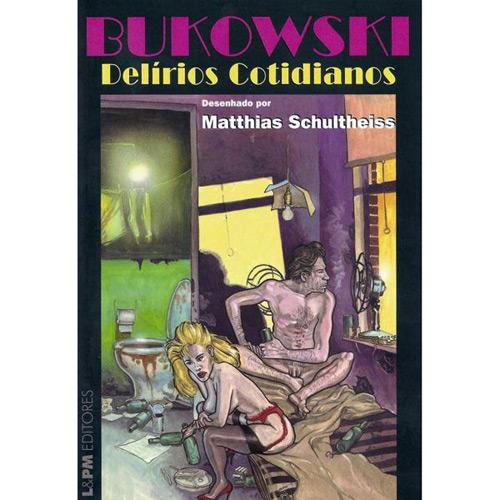 BUKOWSKI
Delírios Cotidianos
Desenhado por
Matthias Schultheiss
L&PM EDITORES